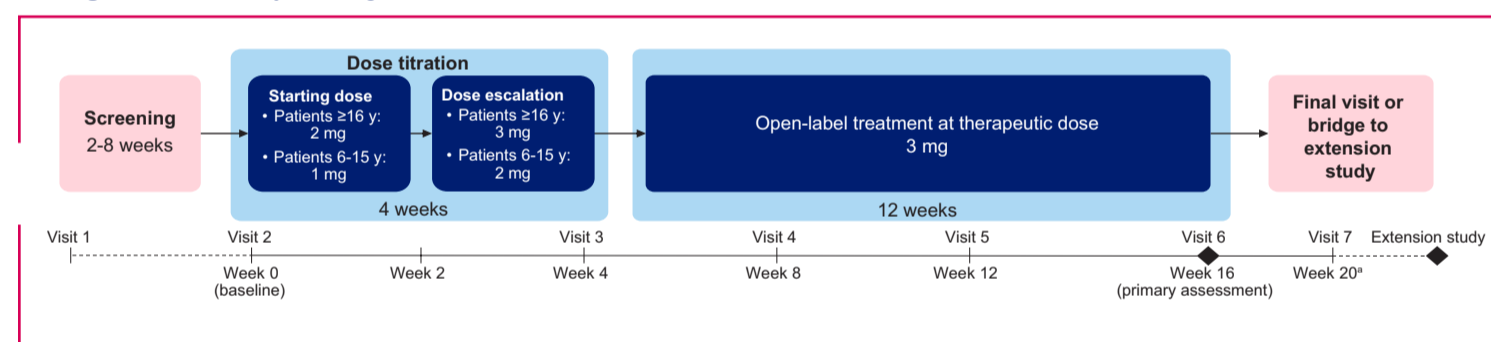 Dose titration
Screening
2-8 weeks
Starting dose
• Patients ≥16 y:
2 mg
• Patients 6-15 y:
1 mg
Dose escalation
• Patients ≥16 y:
3 mg
• Patients 6-15 y:
2 mg
4 weeks
Open-label treatment at therapeutic dose
3 mg
12 weeks
Final visit or
bridge to
extension
study
Visit 1
Visit 2
Visit 3
Visit 4
Visit 5
Visit 6
Visit 7
Extension study
Week 0
(baseline)
Week 2
Week 4
Week 8
Week 12
Week 16
(primary assessment)
Week 20ᵃ